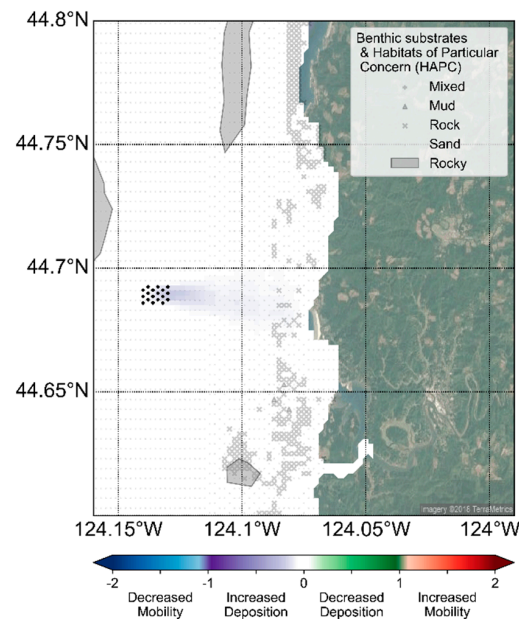 44.8°N
44.75°N
44.7°N
44.65°N
Benthic substrates
& Habitats of Particular
Concern (HAPC)
Mixed
Mud
Rock
Sand
Rocky
Imagery ©2018 TerraMetrics
124.15°W
124.1°W
124.05°W
124°W
-2
-1
0
1
2
Decreased
Mobility
Increased
Deposition
Decreased
Deposition
Increased
Mobility